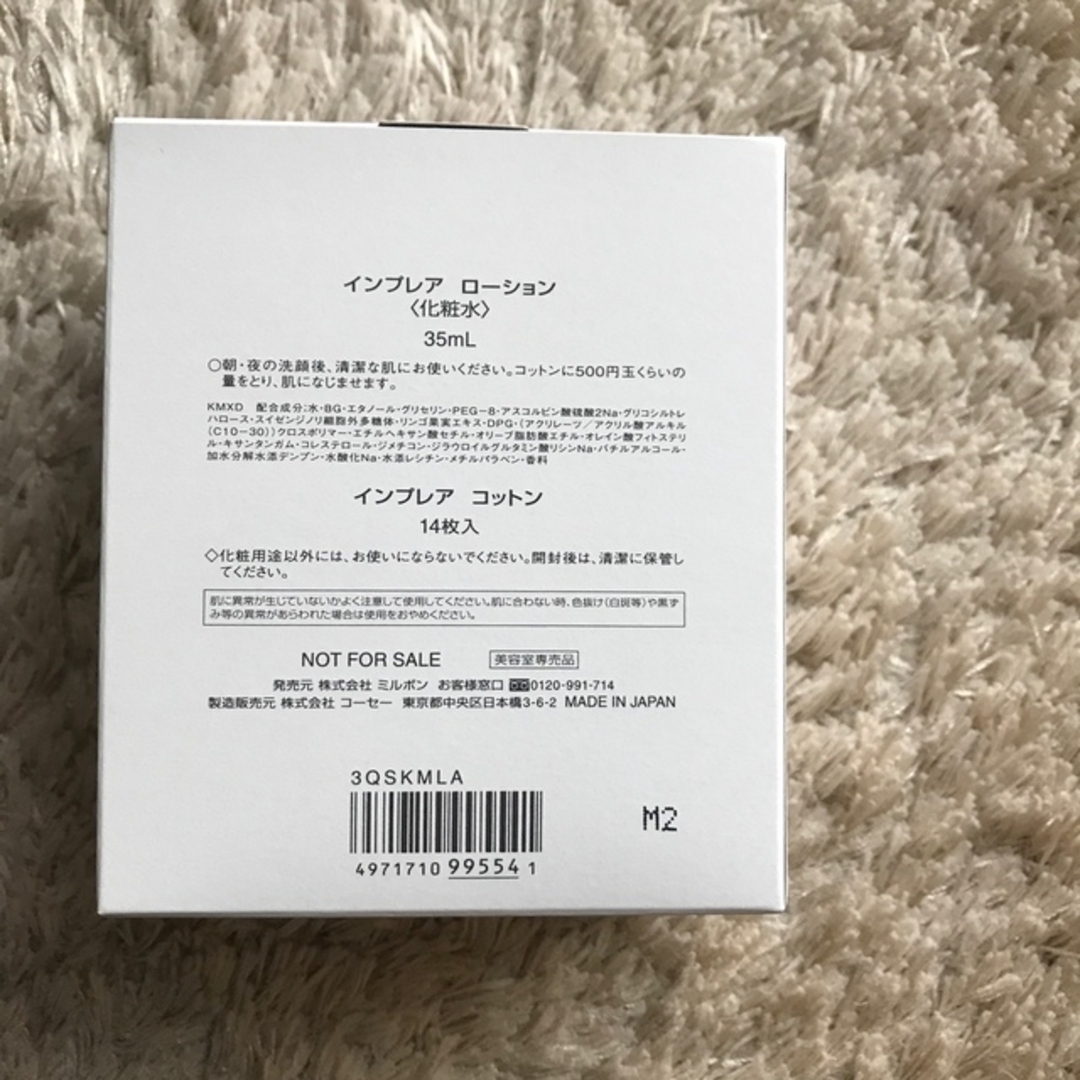 インプレア ローション
〈化粧水〉
35mL
○朝・夜の洗顔後、清潔な肌にお使いください。コットンに500円玉くらいの
量をとり、肌になじませます。
KMXD 配合成分:水・BG・エタノール・グリセリン・PEG-8・アスコルビン酸硫酸2Na・グリコシルトレ
ハロース・スイゼンジノリ細胞外多糖体・リンゴ果実エキス・DPG・(アクリレーツ/アクリル酸アルキル
(C10-30))クロスポリマー・エチルヘキサン酸セチル・オリーブ脂肪酸エチル・オレイン酸フィトステリ
ル・キサンタンガム・コレステロール・ジメチコン・ジラウロイルグルタミン酸リシンNa・バチルアルコール・
加水分解水添デンプン・水酸化Na・水添レシチン・メチルパラベン・香料
インプレア コットン
14枚入
◇化粧用途以外には、お使いにならないでください。開封後は、清潔に保管し
てください。
肌に異常が生じていないかよく注意して使用してください。肌に合わない時、色抜け(白斑等)や黒ず
み等の異常があらわれた場合は使用をおやめください。
NOT FOR SALE 美容室専売品
発売元 株式会社 ミルボン お客様窓口 0120-991-714
製造販売元 株式会社 コーセー 東京都中央区日本橋3-6-2 MADE IN JAPAN
3QSKMLA
M2
4971710 99554 1